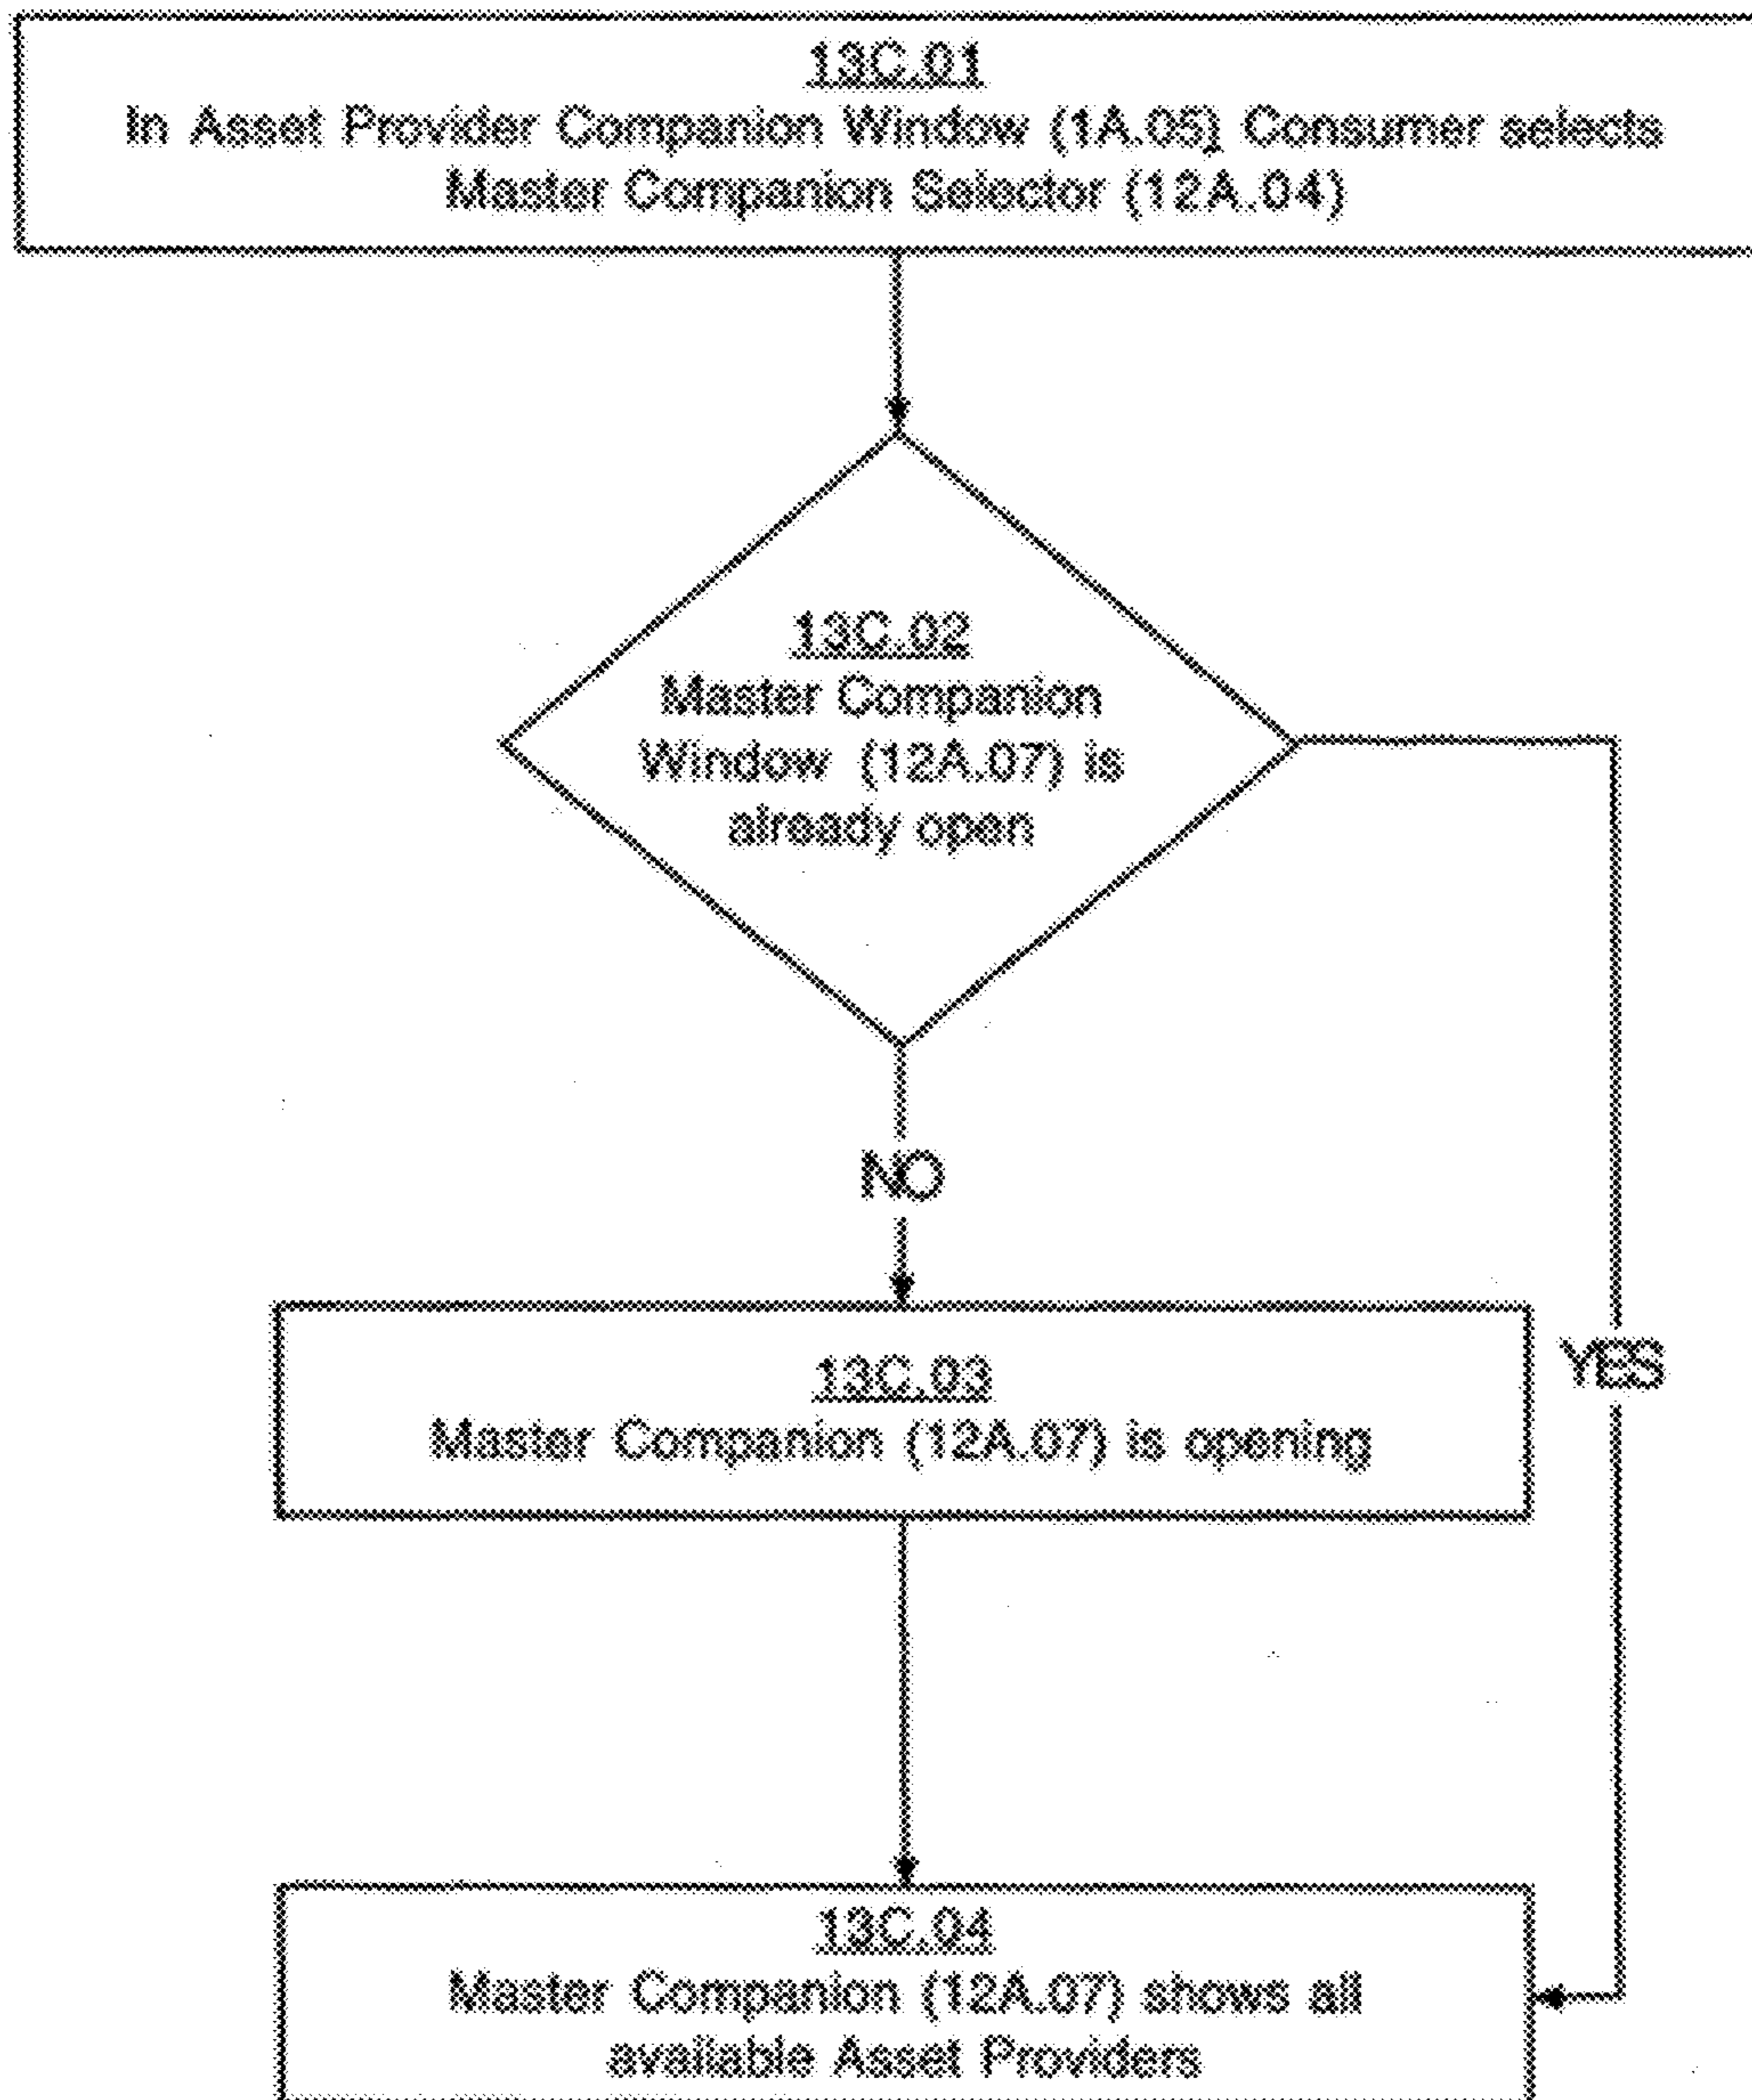 13C.01
In Asset Provider Companion Window (1A.05) Consumer selects
Master Companion Selector (12A.04)
13C.02
Master Companion
Window (12A.07) is
already open
NO
13C.03
Master Companion (12A.07) is opening
YES
13C.04
Master Companion (12A.07) shows all
available Asset Providers